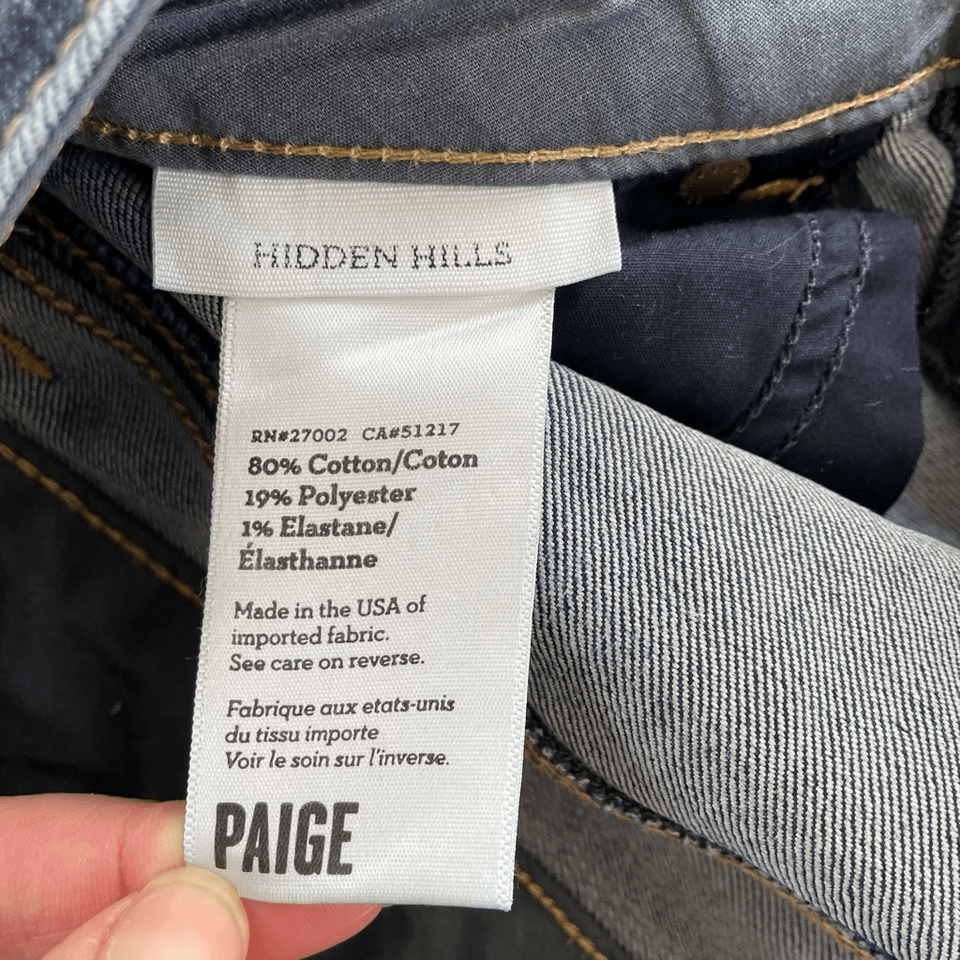 HIDDEN HILLS
RN#27002 CA#51217
80% Cotton/Coton
19% Polyester
1% Elastane/
Élasthanne
Made in the USA of
imported fabric.
See care on reverse.
Fabrique aux etats-unis
du tissu importe
Voir le soin sur l'inverse.
PAIGE